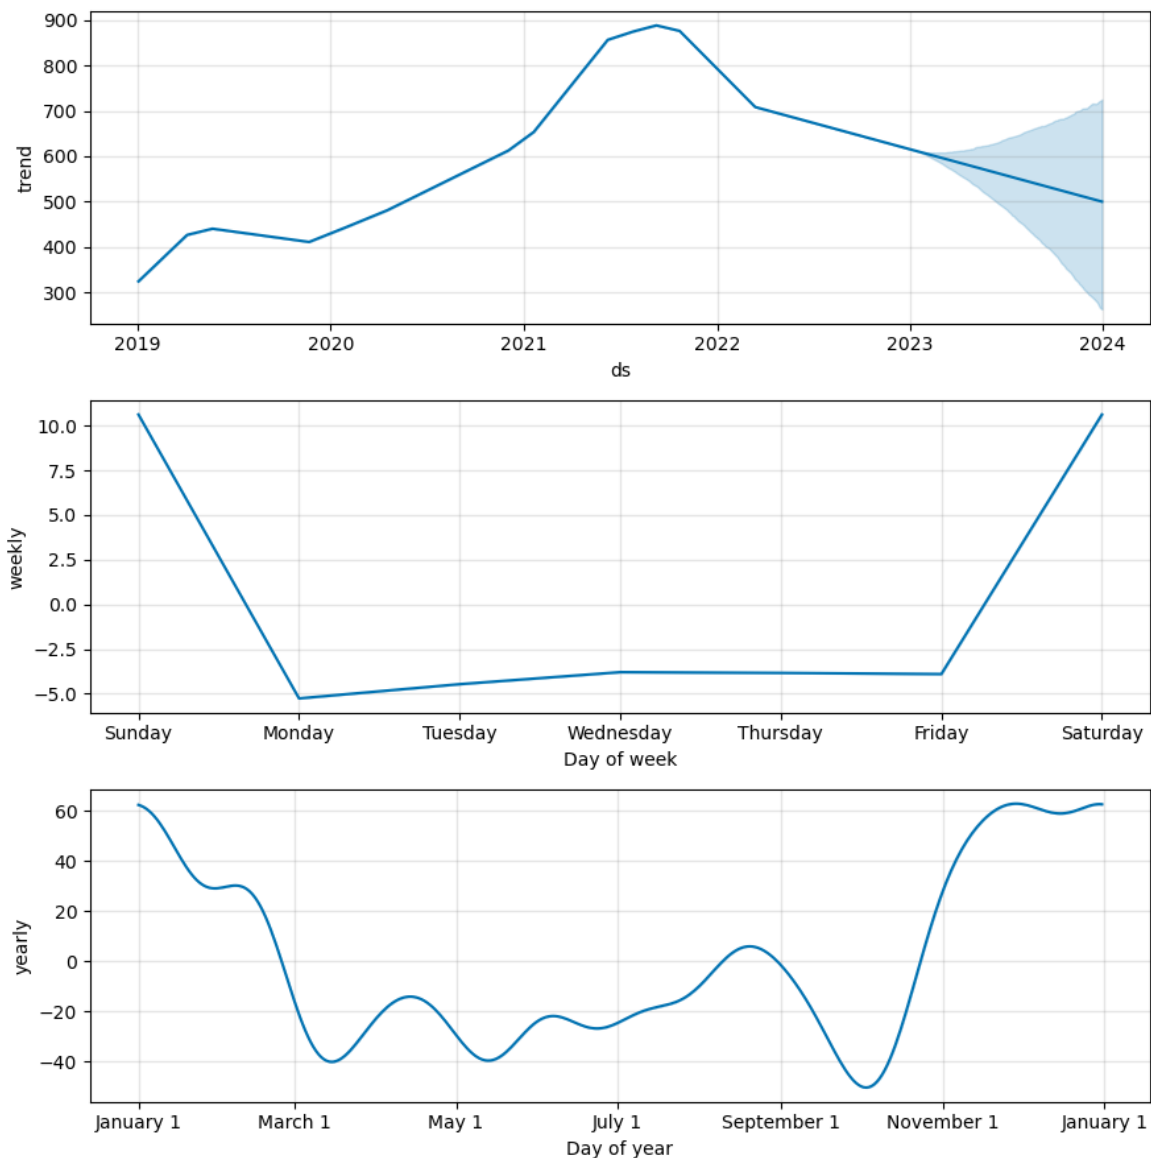 900
800
700
600
500
400
300
trend
2019 2020 2021 2022 2023 2024
ds
10.0
7.5
5.0
2.5
0.0
−2.5
−5.0
weekly
Sunday Monday Tuesday Wednesday Thursday Friday Saturday
Day of week
60
40
20
0
−20
−40
yearly
January 1 March 1 May 1 July 1 September 1 November 1 January 1
Day of year